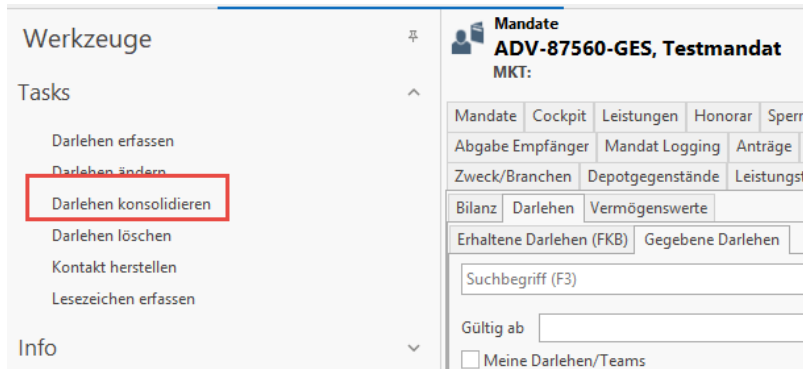 Werkzeuge
Tasks
Darlehen erfassen
Darlehen ändern
Darlehen konsolidieren
Darlehen löschen
Kontakt herstellen
Lesezeichen erfassen
Info
Mandate
ADV-87560-GES, Testmandat
MKT:
Mandate Cockpit Leistungen Honorar Sperr
Abgabe Empfänger Mandat Logging Anträge
Zweck/Branchen Depotgegenstände Leistungst
Bilanz Darlehen Vermögenswerte
Erhaltene Darlehen (FKB) Gegebene Darlehen
Suchbegriff (F3)
Gültig ab
Meine Darlehen/Teams